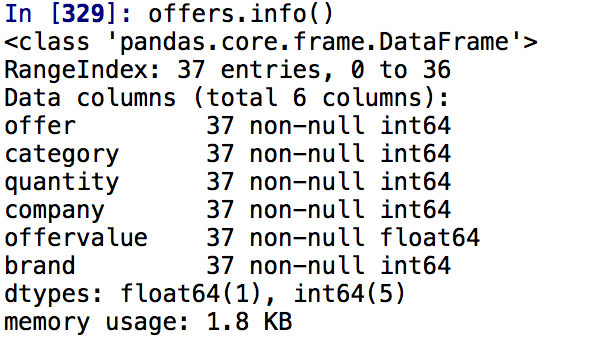 In [329]: offers.info()
<class 'pandas.core.frame.DataFrame'>
RangeIndex: 37 entries, 0 to 36
Data columns (total 6 columns):
offer         37 non-null int64
category      37 non-null int64
quantity      37 non-null int64
company       37 non-null int64
offervalue    37 non-null float64
brand         37 non-null int64
dtypes: float64(1), int64(5)
memory usage: 1.8 KB